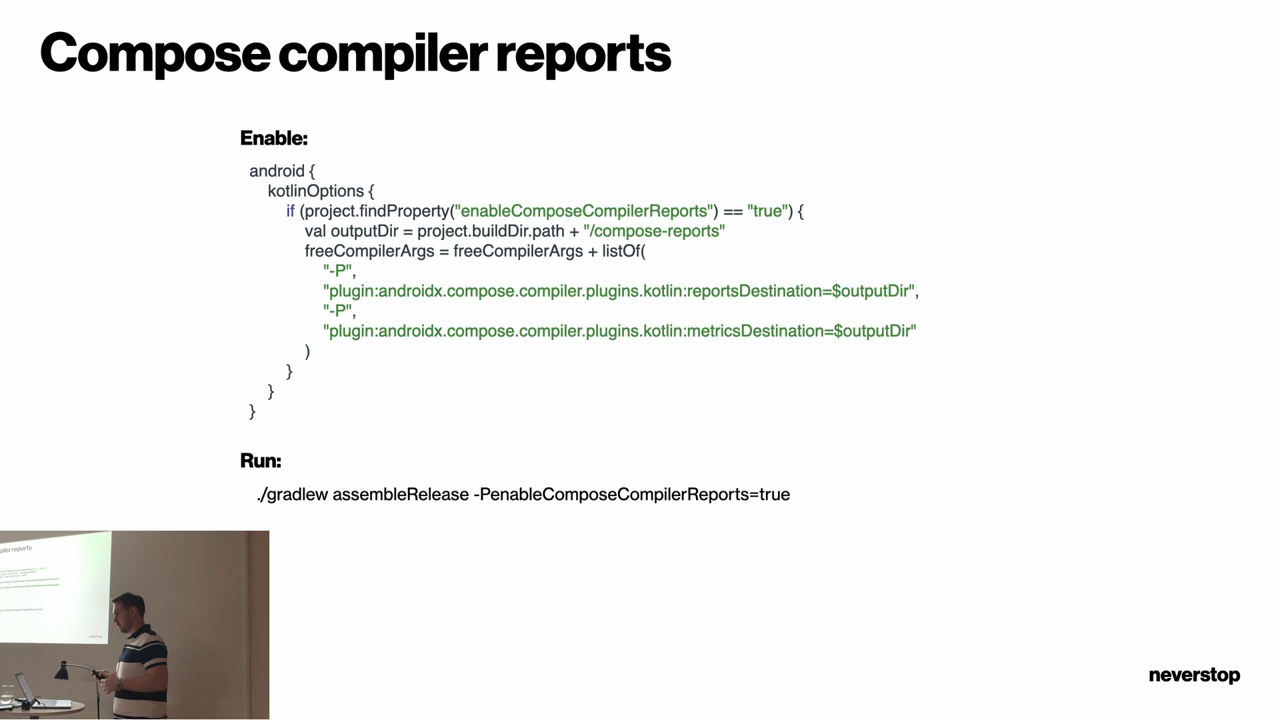 Compose compiler reports
Enable:
android {
kotlinOptions {
if (project.findProperty("enableComposeCompilerReports") == "true") {
val outputDir = project.buildDir.path + "/compose-reports"
freeCompilerArgs = freeCompilerArgs + listOf(
"-P",
"plugin:androidx.compose.compiler.plugins.kotlin:reportsDestination=$outputDir",
"-P",
"plugin:androidx.compose.compiler.plugins.kotlin:metricsDestination=$outputDir"
)
}
}
}
Run:
./gradlew assembleRelease -PenableComposeCompilerReports=true
neverstop